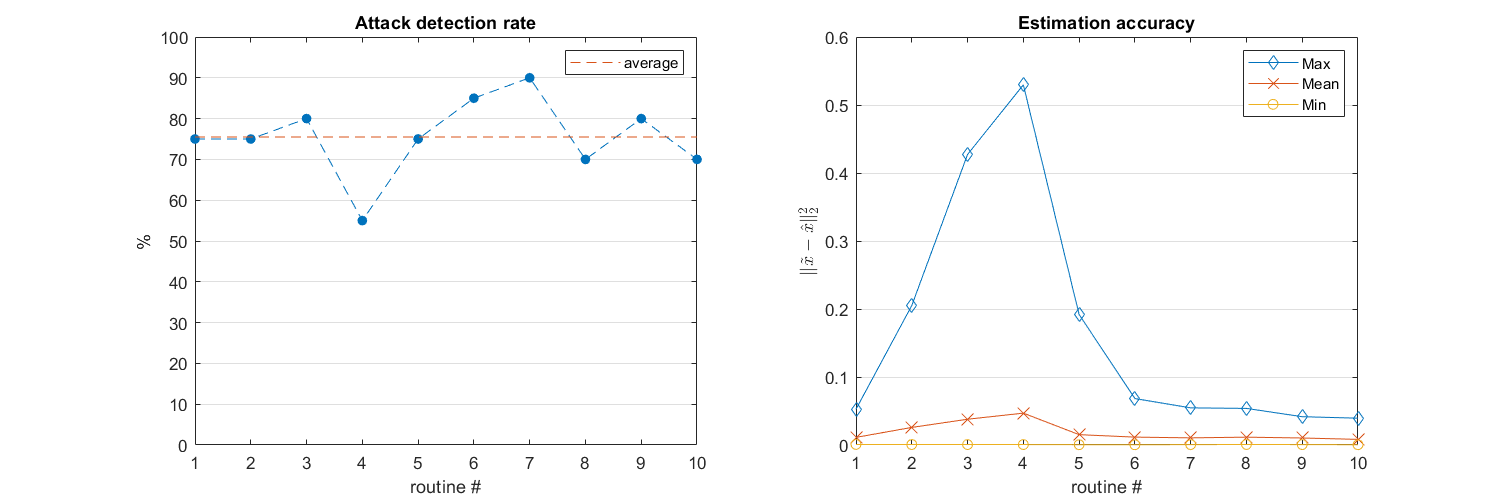 Attack detection rate
average
100
90
80
70
60
50
40
30
20
10
0
%
1 2 3 4 5 6 7 8 9 10
routine #
Estimation accuracy
Max
Mean
Min
0.6
0.5
0.4
0.3
0.2
0.1
0
||x̃ − x̂||₂²
1 2 3 4 5 6 7 8 9 10
routine #